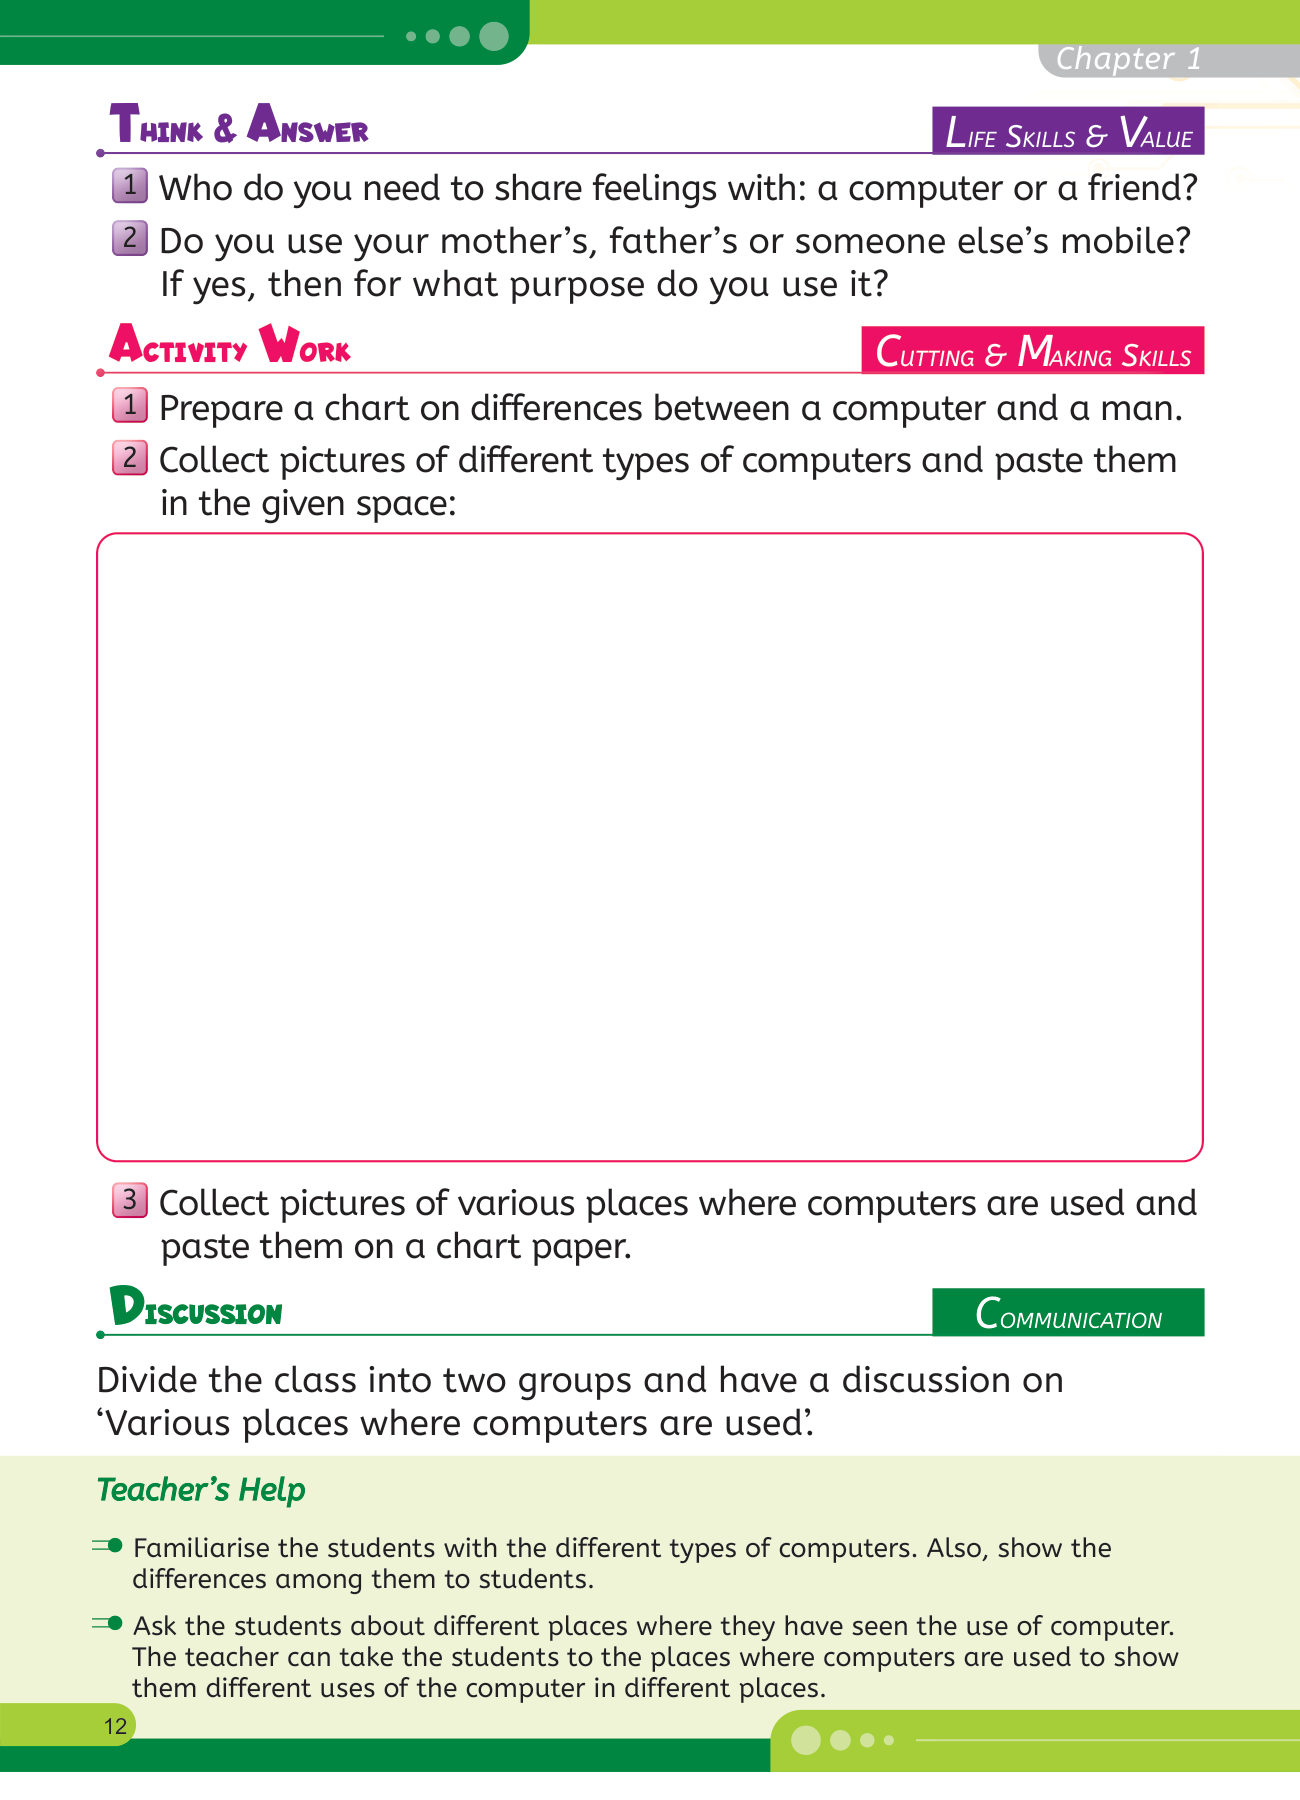 Chapter 1
THINK & ANSWER
LIFE SKILLS & VALUE
1 Who do you need to share feelings with: a computer or a friend?
2 Do you use your mother’s, father’s or someone else’s mobile?
If yes, then for what purpose do you use it?
ACTIVITY WORK
CUTTING & MAKING SKILLS
1 Prepare a chart on differences between a computer and a man.
2 Collect pictures of different types of computers and paste them
in the given space:
3 Collect pictures of various places where computers are used and
paste them on a chart paper.
DISCUSSION
COMMUNICATION
Divide the class into two groups and have a discussion on
‘Various places where computers are used’.
Teacher’s Help
Familiarise the students with the different types of computers. Also, show the
differences among them to students.
Ask the students about different places where they have seen the use of computer.
The teacher can take the students to the places where computers are used to show
them different uses of the computer in different places.
12